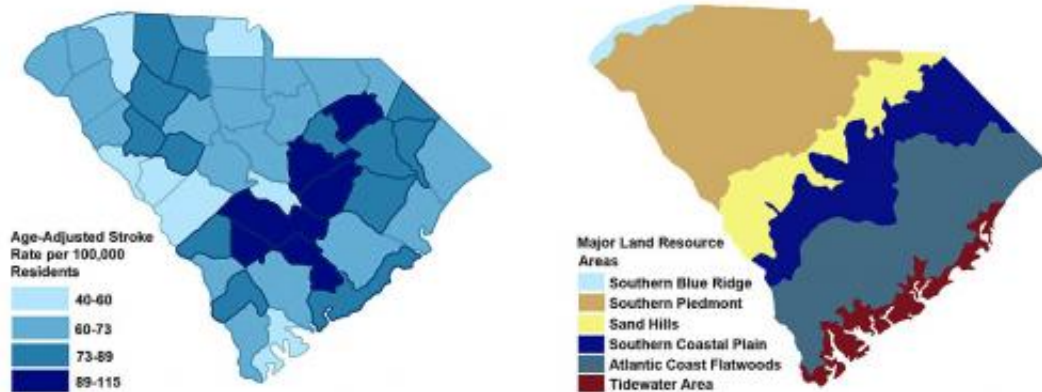 Age-Adjusted Stroke
Rate per 100,000
Residents
40-60
60-73
73-89
89-115
Major Land Resource
Areas
Southern Blue Ridge
Southern Piedmont
Sand Hills
Southern Coastal Plain
Atlantic Coast Flatwoods
Tidewater Area